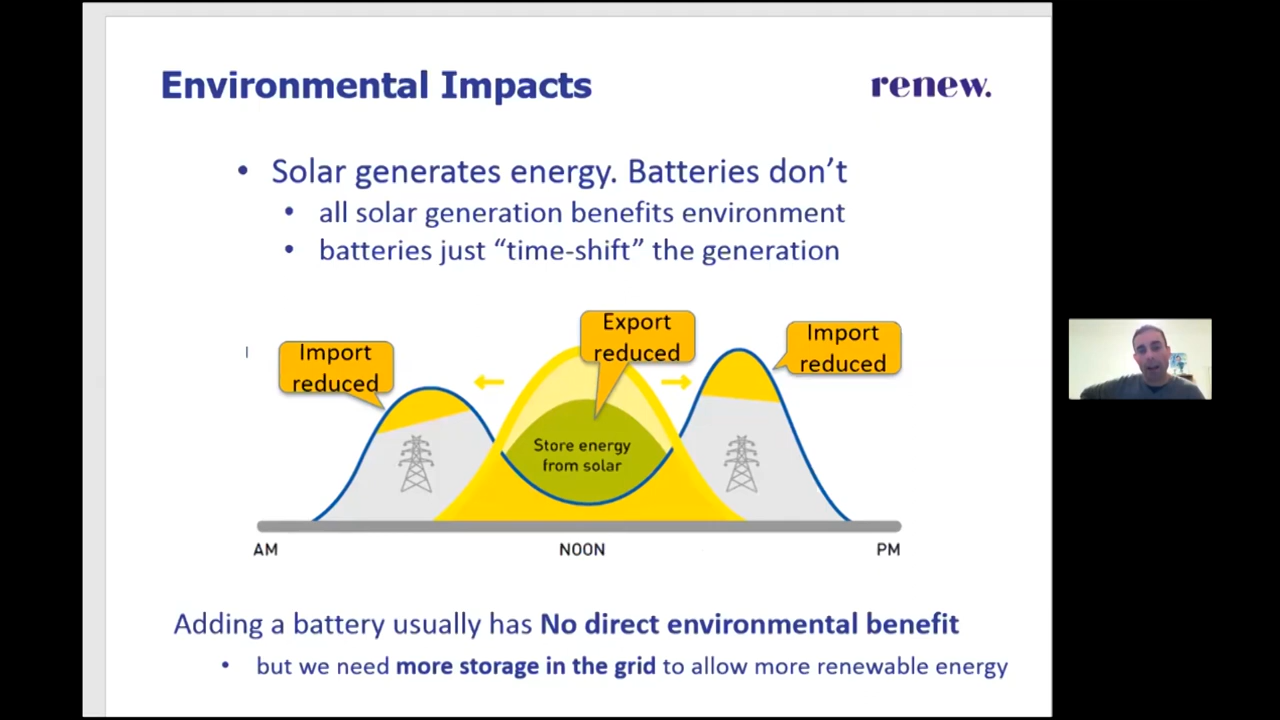 Environmental Impacts
renew.
• Solar generates energy. Batteries don’t
• all solar generation benefits environment
• batteries just “time-shift” the generation
Import
reduced
Export
reduced
Import
reduced
Store energy
from solar
AM
NOON
PM
Adding a battery usually has No direct environmental benefit
• but we need more storage in the grid to allow more renewable energy